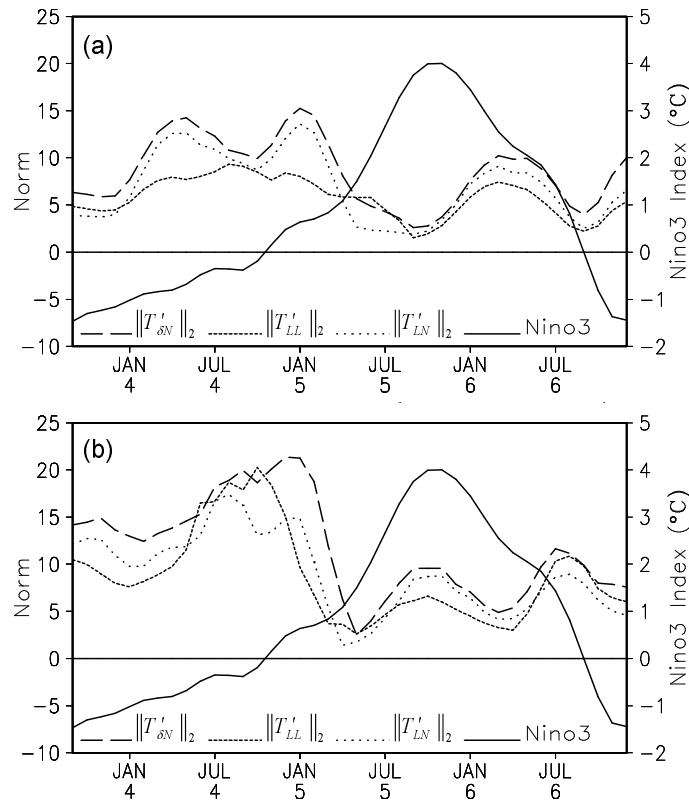 (a)
25
20
15
10
5
0
−5
−10
Norm
5
4
3
2
1
0
−1
−2
Nino3 Index (°C)
‖T′δN‖2 ‖T′LL‖2 ‖T′LN‖2 Nino3
JAN JUL JAN JUL JAN JUL
4 4 5 5 6 6
(b)
25
20
15
10
5
0
−5
−10
Norm
5
4
3
2
1
0
−1
−2
Nino3 Index (°C)
‖T′δN‖2 ‖T′LL‖2 ‖T′LN‖2 Nino3
JAN JUL JAN JUL JAN JUL
4 4 5 5 6 6